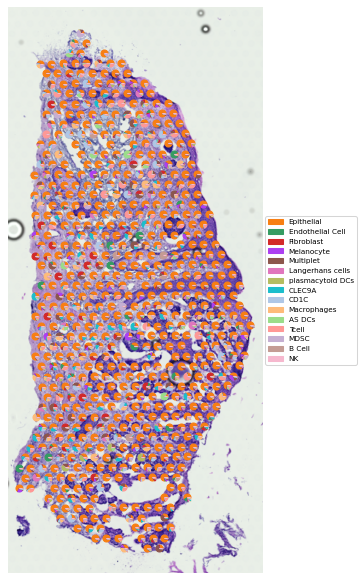 Epithelial
Endothelial Cell
Fibroblast
Melanocyte
Multiplet
Langerhans cells
plasmacytoid DCs
CLEC9A
CD1C
Macrophages
AS DCs
Tcell
MDSC
B Cell
NK